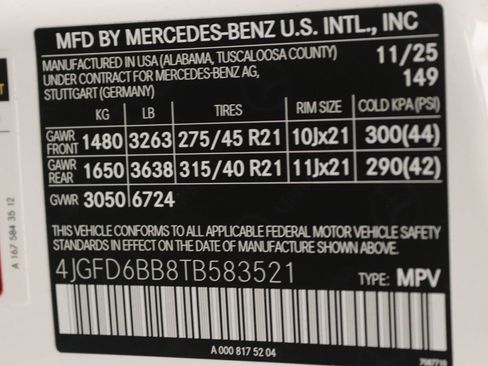 MFD BY MERCEDES-BENZ U.S. INTL., INC
MANUFACTURED IN USA (ALABAMA, TUSCALOOSA COUNTY) 11/25
UNDER CONTRACT FOR MERCEDES-BENZ AG, 149
STUTTGART (GERMANY)
KG LB TIRES RIM SIZE COLD KPA (PSI)
GAWR FRONT 1480 3263 275/45 R21 10Jx21 300(44)
GAWR REAR 1650 3638 315/40 R21 11Jx21 290(42)
GVWR 3050 6724
THIS VEHICLE CONFORMS TO ALL APPLICABLE FEDERAL MOTOR VEHICLE SAFETY
STANDARDS IN EFFECT ON THE DATE OF MANUFACTURE SHOWN ABOVE.
4JGFD6BB8TB583521 TYPE: MPV
A 000 817 52 04
A 167 584 35 12